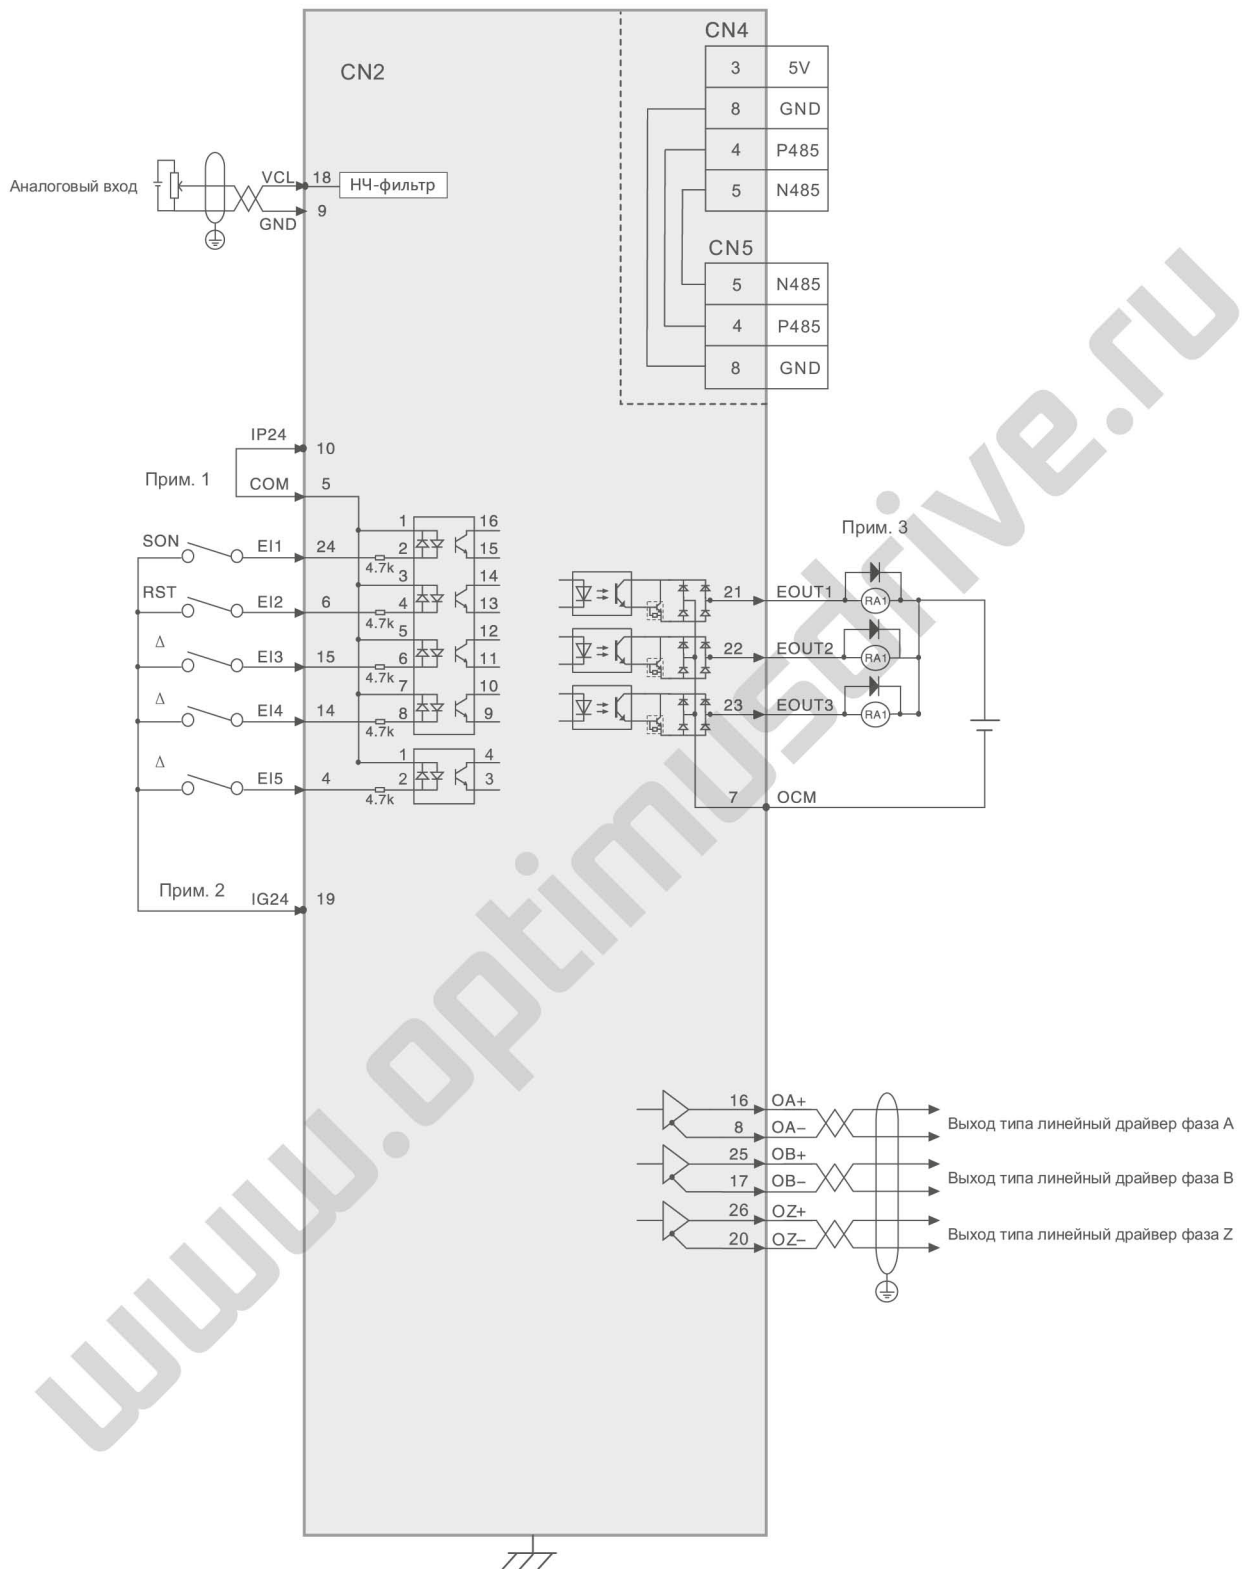 CN4
CN2
3 5V
8 GND
4 P485
5 N485
Аналоговый вход
VCL 18 НЧ-фильтр
GND 9
CN5
5 N485
4 P485
8 GND
IP24 10
Прим. 1
COM 5
SON EI1 24 4.7k 1 2 16 15
RST EI2 6 4.7k 3 4 14 13
Δ EI3 15 4.7k 5 6 12 11
Δ EI4 14 4.7k 7 8 10 9
Δ EI5 4 4.7k 1 2 4 3
Прим. 3
21 EOUT1 RA1
22 EOUT2 RA1
23 EOUT3 RA1
7 OCM
Прим. 2
IG24 19
16 OA+
8 OA−
Выход типа линейный драйвер фаза A
25 OB+
17 OB−
Выход типа линейный драйвер фаза B
26 OZ+
20 OZ−
Выход типа линейный драйвер фаза Z
www.optimusdrive.ru